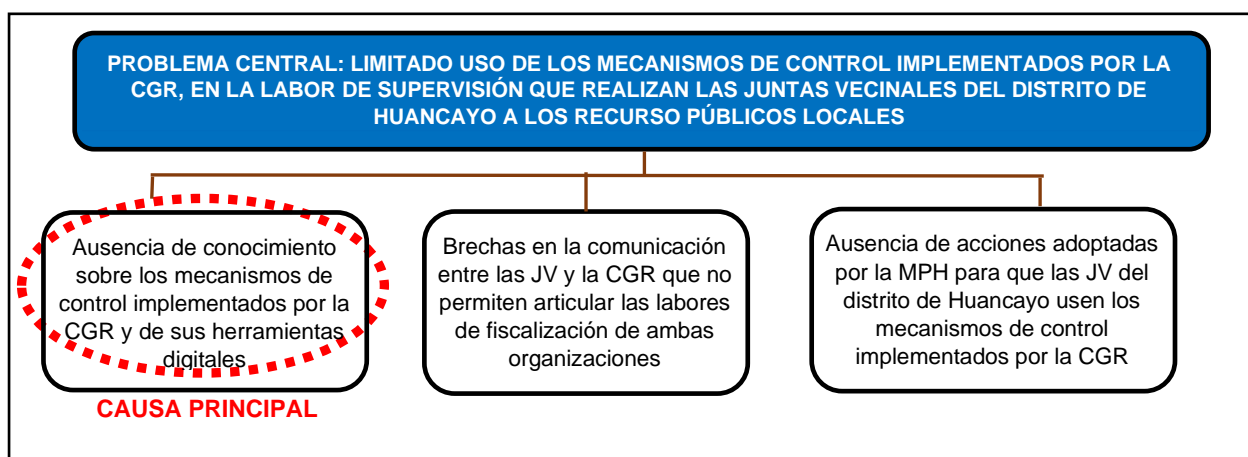 PROBLEMA CENTRAL: LIMITADO USO DE LOS MECANISMOS DE CONTROL IMPLEMENTADOS POR LA
CGR, EN LA LABOR DE SUPERVISIÓN QUE REALIZAN LAS JUNTAS VECINALES DEL DISTRITO DE
HUANCAYO A LOS RECURSO PÚBLICOS LOCALES
Ausencia de conocimiento
sobre los mecanismos de
control implementados por la
CGR y de sus herramientas
digitales
CAUSA PRINCIPAL
Brechas en la comunicación
entre las JV y la CGR que no
permiten articular las labores
de fiscalización de ambas
organizaciones
Ausencia de acciones adoptadas
por la MPH para que las JV del
distrito de Huancayo usen los
mecanismos de control
implementados por la CGR